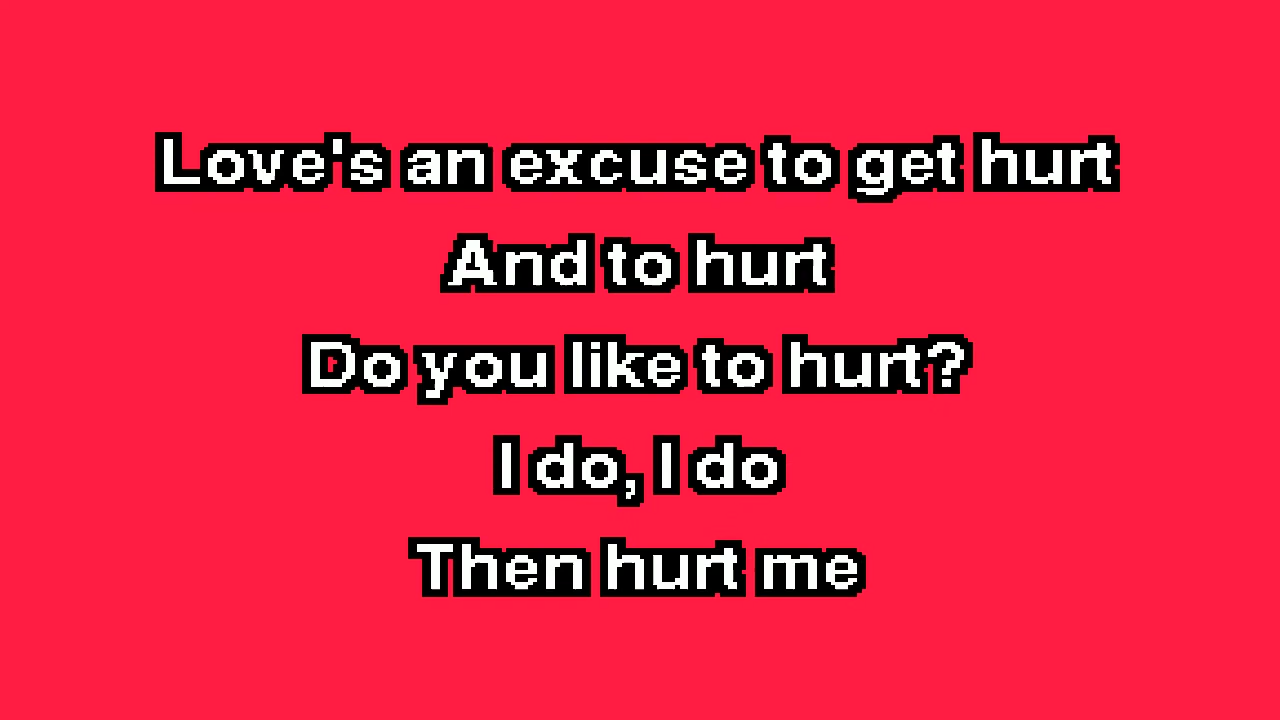 Love's an excuse to get hurt
And to hurt
Do you like to hurt?
I do, I do
Then hurt me